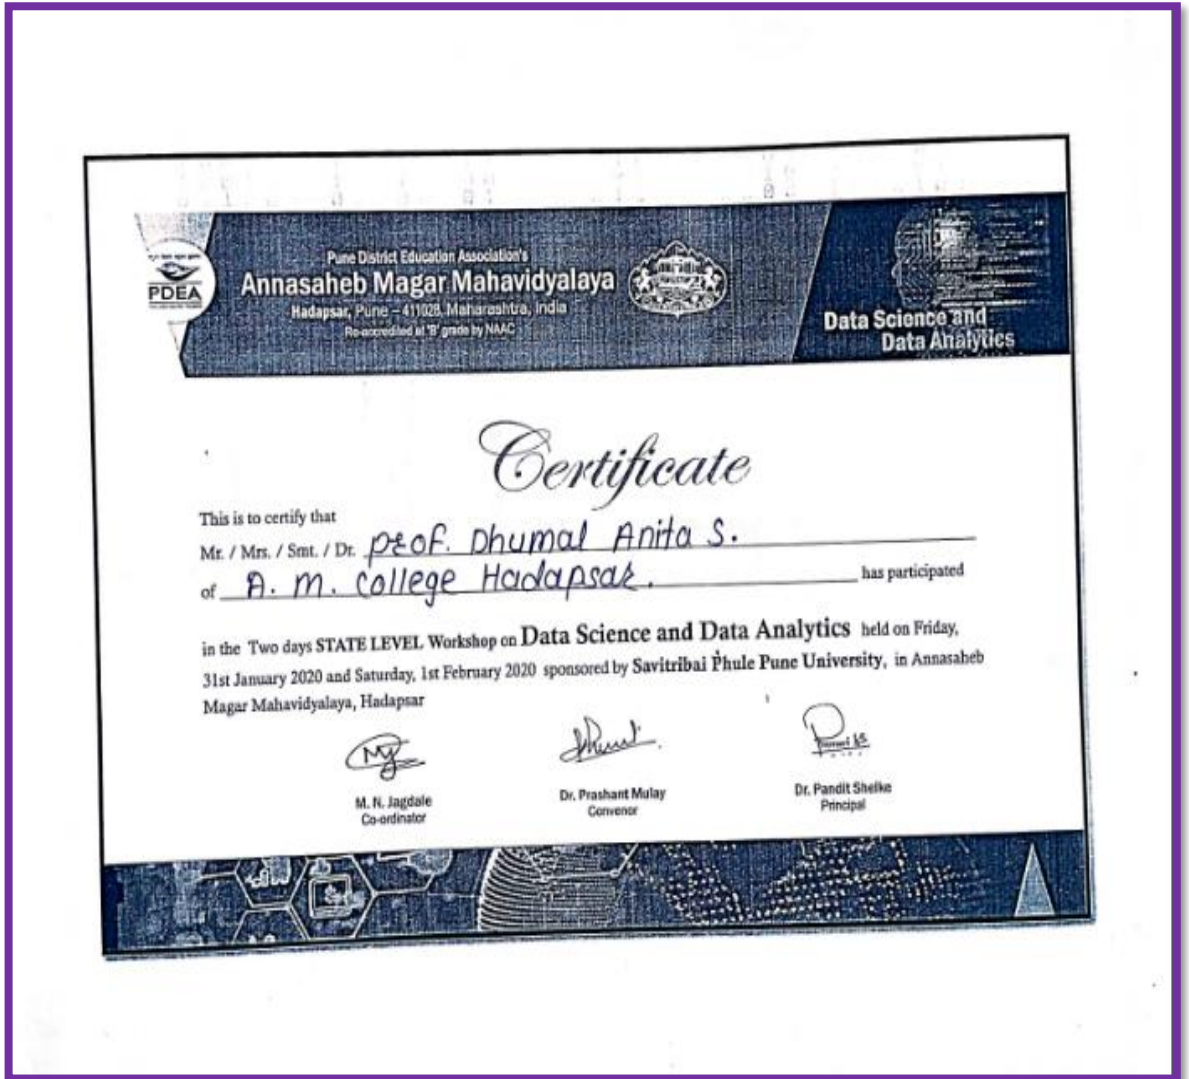 Pune District Education Association's
Annasaheb Magar Mahavidyalaya
Hadapsar, Pune – 411028, Maharashtra, India
Re-accredited at 'B' grade by NAAC
PDEA
Data Science and
Data Analytics
Certificate
This is to certify that
Mr. / Mrs. / Smt. / Dr. Prof. Dhumal Anita S.
of A. M. College Hadapsar. has participated
in the Two days STATE LEVEL Workshop on Data Science and Data Analytics held on Friday,
31st January 2020 and Saturday, 1st February 2020 sponsored by Savitribai Phule Pune University, in Annasaheb
Magar Mahavidyalaya, Hadapsar
M. N. Jagdale
Co-ordinator
Dr. Prashant Mulay
Convenor
Dr. Pandit Shelke
Principal